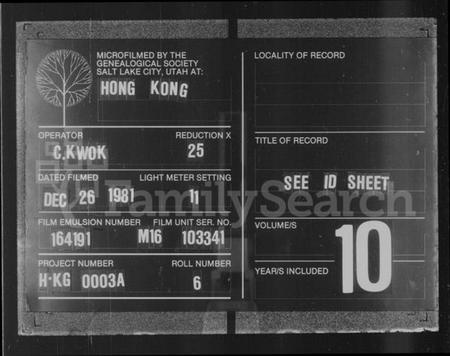 MICROFILMED BY THE
GENEALOGICAL SOCIETY
SALT LAKE CITY, UTAH AT:
HONG KONG
OPERATOR REDUCTION X
C.KWOK 25
DATED FILMED LIGHT METER SETTING
DEC 26 1981 11
FILM EMULSION NUMBER FILM UNIT SER. NO.
164191 M16 103341
PROJECT NUMBER ROLL NUMBER
H-KG 0003A 6
LOCALITY OF RECORD
TITLE OF RECORD
SEE ID SHEET
VOLUME/S
10
YEAR/S INCLUDED
FamilySearch